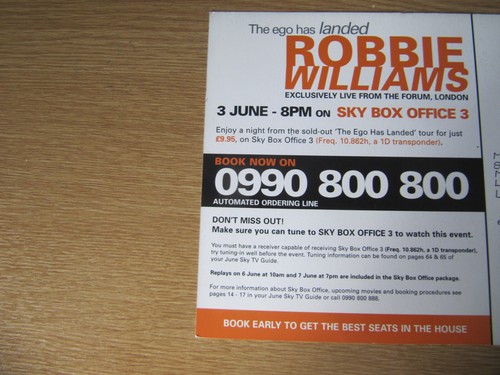 The ego has landed
ROBBIE
WILLIAMS
EXCLUSIVELY LIVE FROM THE FORUM, LONDON
3 JUNE - 8PM ON SKY BOX OFFICE 3
Enjoy a night from the sold-out 'The Ego Has Landed' tour for just
£9.95, on Sky Box Office 3 (Freq. 10.862h, a 1D transponder).
BOOK NOW ON
0990 800 800
AUTOMATED ORDERING LINE
DON'T MISS OUT!
Make sure you can tune to SKY BOX OFFICE 3 to watch this event.
You must have a receiver capable of receiving Sky Box Office 3 (Freq. 10.862h, a 1D transponder),
try tuning-in well before the event. Tuning information can be found on pages 64 & 65 of
your June Sky TV Guide.
Replays on 6 June at 10am and 7 June at 7pm are included in the Sky Box Office package.
For more information about Sky Box Office, upcoming movies and booking procedures see
pages 14 - 17 in your June Sky TV Guide or call 0990 800 888.
BOOK EARLY TO GET THE BEST SEATS IN THE HOUSE